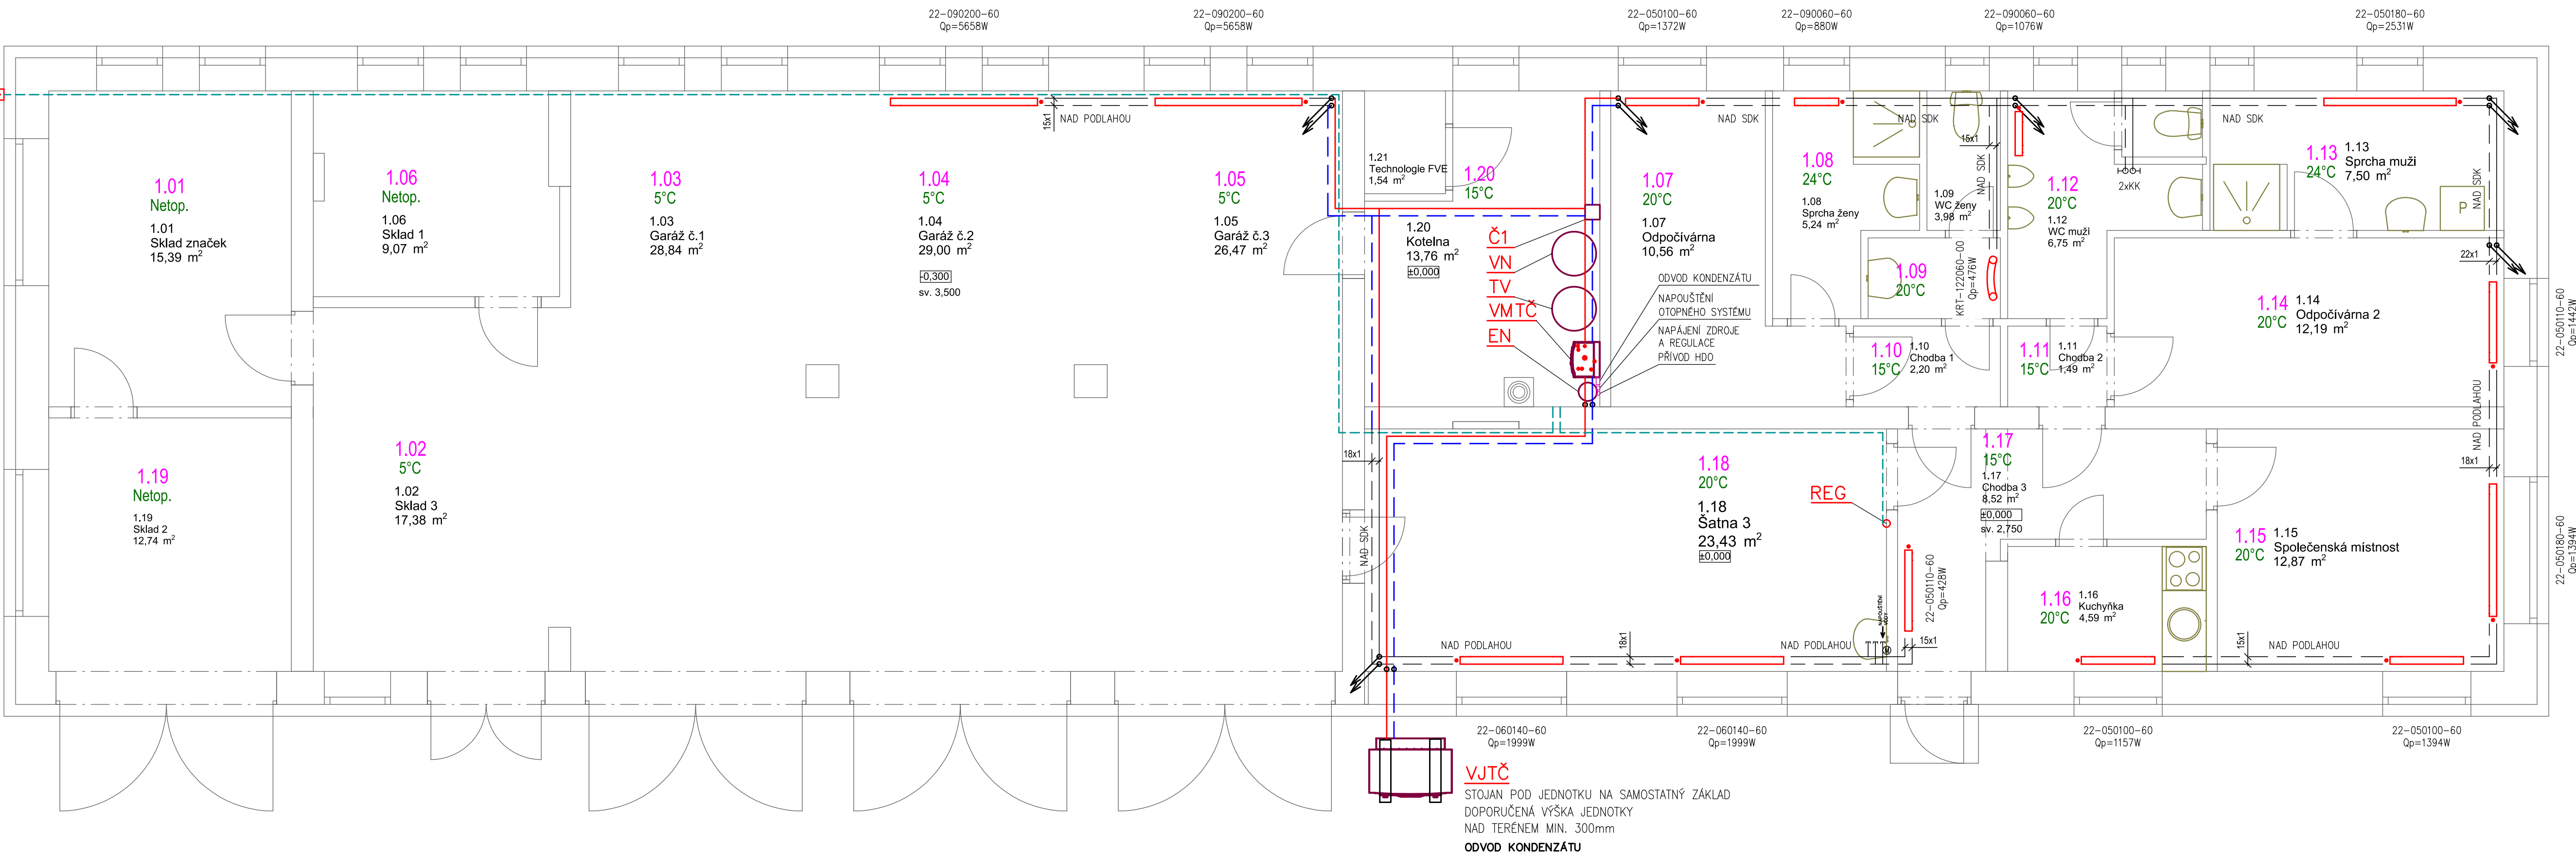 22-090200-60
Qp=5658W
22-090200-60
Qp=5658W
22-050100-60
Qp=1372W
22-090060-60
Qp=880W
22-090060-60
Qp=1076W
22-050180-60
Qp=2531W
15x1
NAD PODLAHOU
NAD SDK
NAD SDK
15x1
NAD SDK
NAD SDK
NAD SDK
2xKK
P
1.01
Netop.
1.01
Sklad značek
15,39 m²
1.06
Netop.
1.06
Sklad 1
9,07 m²
1.03
5°C
1.03
Garáž č.1
28,84 m²
1.04
5°C
1.04
Garáž č.2
29,00 m²
-0,300
sv. 3,500
1.05
5°C
1.05
Garáž č.3
26,47 m²
1.21
Technologie FVE
1,54 m²
1.20
15°C
1.20
Kotelna
13,76 m²
±0,000
Č1
VN
TV
VMTČ
EN
1.07
20°C
1.07
Odpočívárna
10,56 m²
ODVOD KONDENZÁTU
NAPOUŠTĚNÍ
OTOPNÉHO SYSTÉMU
NAPÁJENÍ ZDROJE
A REGULACE
PŘÍVOD HDO
1.08
24°C
1.08
Sprcha ženy
5,24 m²
1.09
WC ženy
3,98 m²
1.09
20°C
KRT-122060-00
Qp=476W
1.12
20°C
1.12
WC muži
6,75 m²
1.13
24°C
1.13
Sprcha muži
7,50 m²
22x1
1.14
20°C
1.14
Odpočívárna 2
12,19 m²
22-050110-60
Qp=1442W
1.10
15°C
1.10
Chodba 1
2,20 m²
1.11
15°C
1.11
Chodba 2
1,49 m²
NAD PODLAHOU
18x1
1.19
Netop.
1.19
Sklad 2
12,74 m²
1.02
5°C
1.02
Sklad 3
17,38 m²
18x1
NAD SDK
1.18
20°C
1.18
Šatna 3
23,43 m²
±0,000
REG
1.17
15°C
1.17
Chodba 3
8,52 m²
±0,000
sv. 2,750
22-050110-60
Qp=428W
1.16
20°C
1.16
Kuchyňka
4,59 m²
1.15
20°C
1.15
Společenská místnost
12,87 m²
22-050180-60
Qp=1394W
NAD PODLAHOU
18x1
NAD PODLAHOU
15x1
15x1
NAD PODLAHOU
22-060140-60
Qp=1999W
22-060140-60
Qp=1999W
22-050100-60
Qp=1157W
22-050100-60
Qp=1394W
VJTČ
STOJAN POD JEDNOTKU NA SAMOSTATNÝ ZÁKLAD
DOPORUČENÁ VÝŠKA JEDNOTKY
NAD TERÉNEM MIN. 300mm
ODVOD KONDENZÁTU